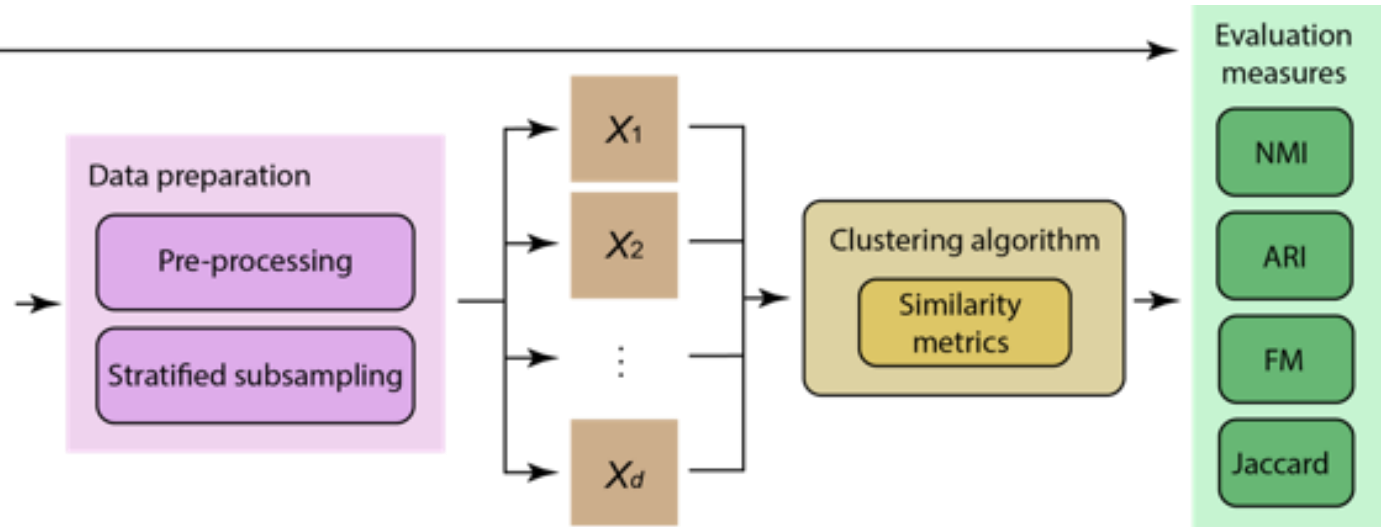 Data preparation
Pre-processing
Stratified subsampling
X1
X2
⋮
Xd
Clustering algorithm
Similarity
metrics
Evaluation
measures
NMI
ARI
FM
Jaccard